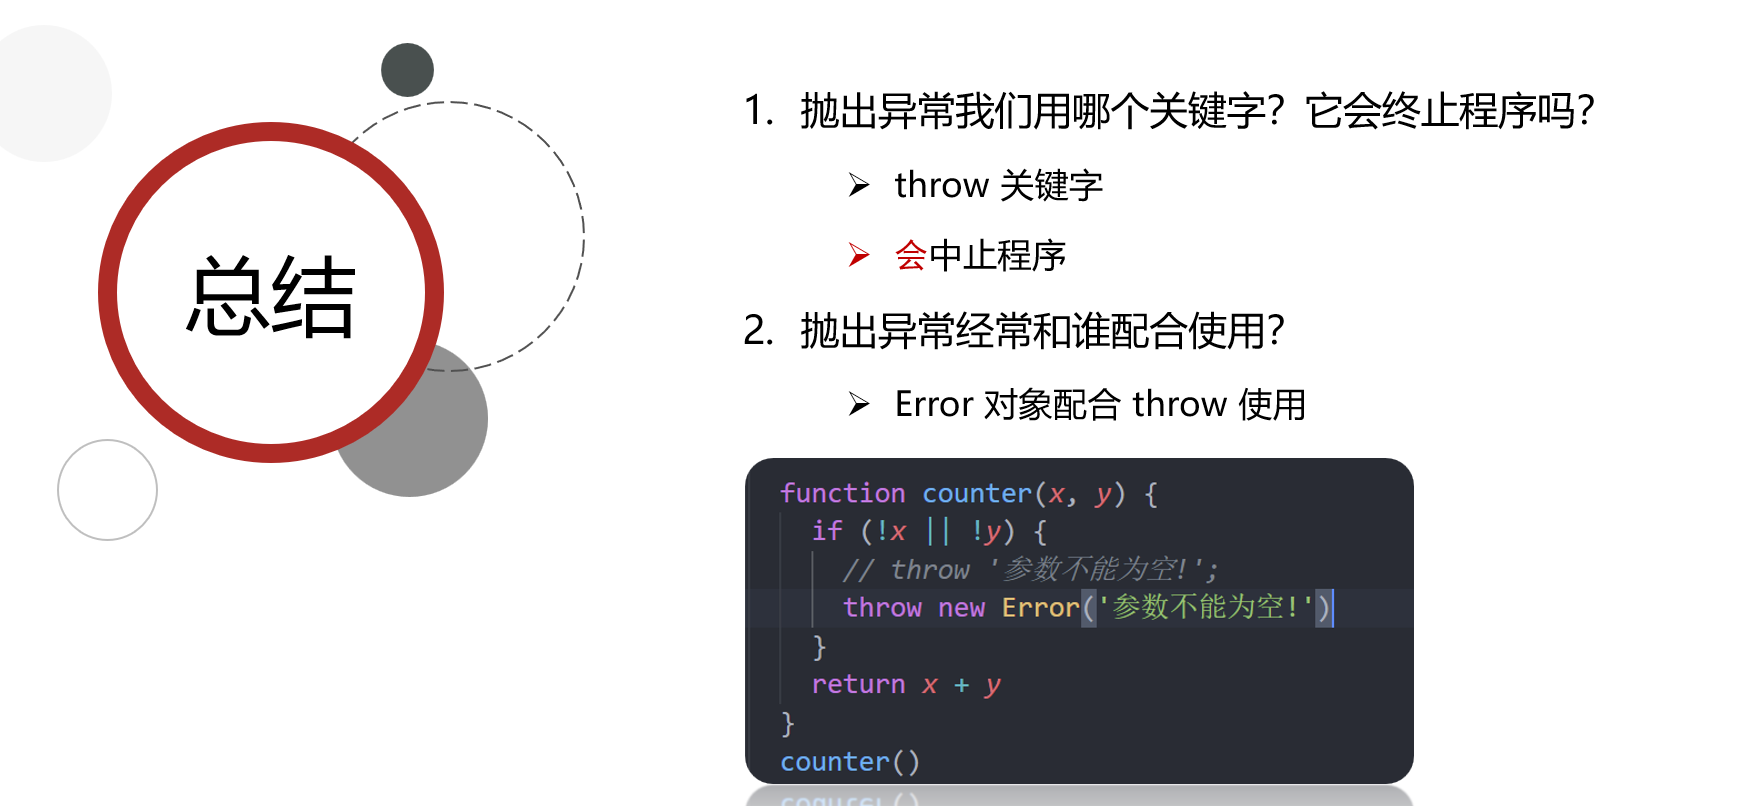 总结
1. 抛出异常我们用哪个关键字？它会终止程序吗？
➢ throw 关键字
➢ 会中止程序
2. 抛出异常经常和谁配合使用？
➢ Error 对象配合 throw 使用
function counter(x, y) {
if (!x || !y) {
// throw '参数不能为空!';
throw new Error('参数不能为空!')
}
return x + y
}
counter()